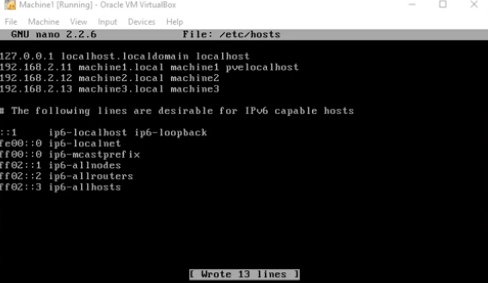 Machine1 [Running] - Oracle VM VirtualBox
File Machine View Input Devices Help
GNU nano 2.2.6 File: /etc/hosts
127.0.0.1 localhost.localdomain localhost
192.168.2.11 machine1.local machine1 pvelocalhost
192.168.2.12 machine2.local machine2
192.168.2.13 machine3.local machine3
# The following lines are desirable for IPv6 capable hosts
::1 ip6-localhost ip6-loopback
fe00::0 ip6-localnet
ff00::0 ip6-mcastprefix
ff02::1 ip6-allnodes
ff02::2 ip6-allrouters
ff02::3 ip6-allhosts
[ Wrote 13 lines ]